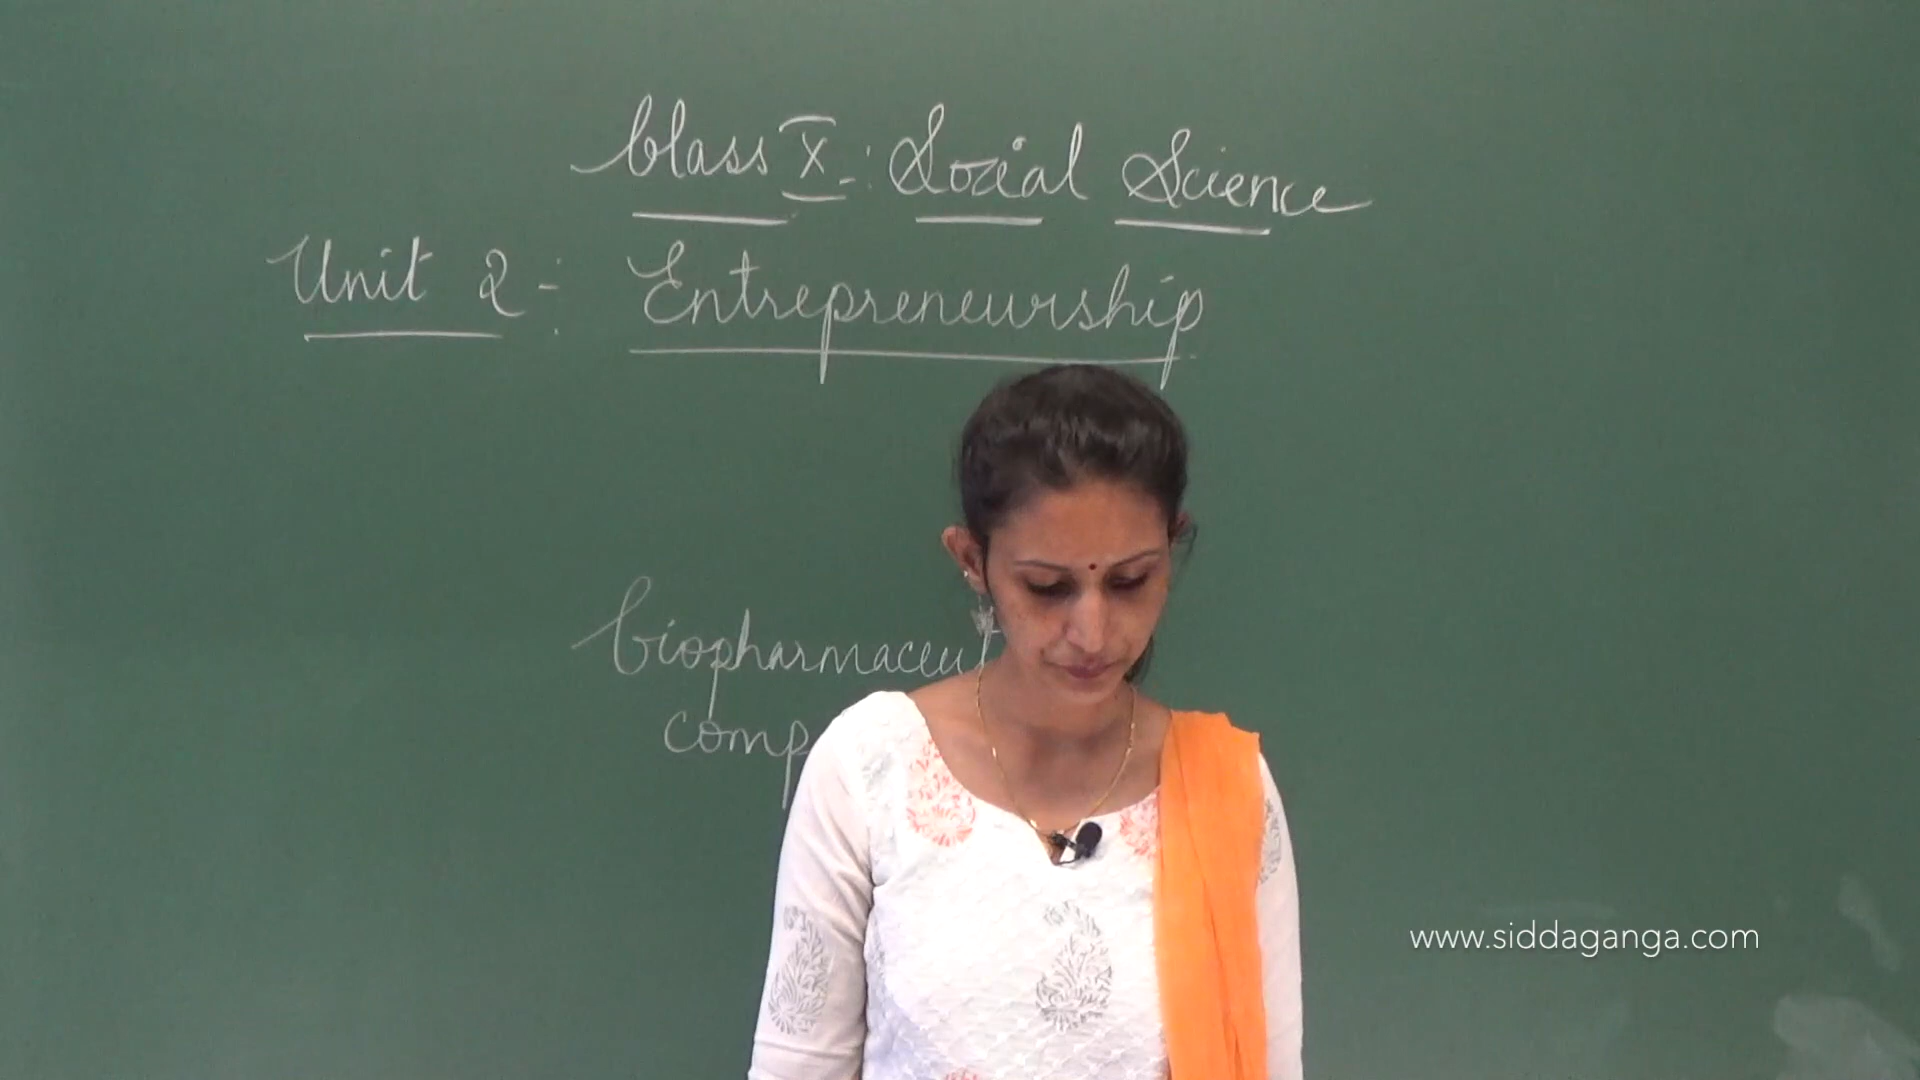 Class X : Social Science
Unit 2 : Entrepreneurship
biopharmaceut
comp
www.siddaganga.com